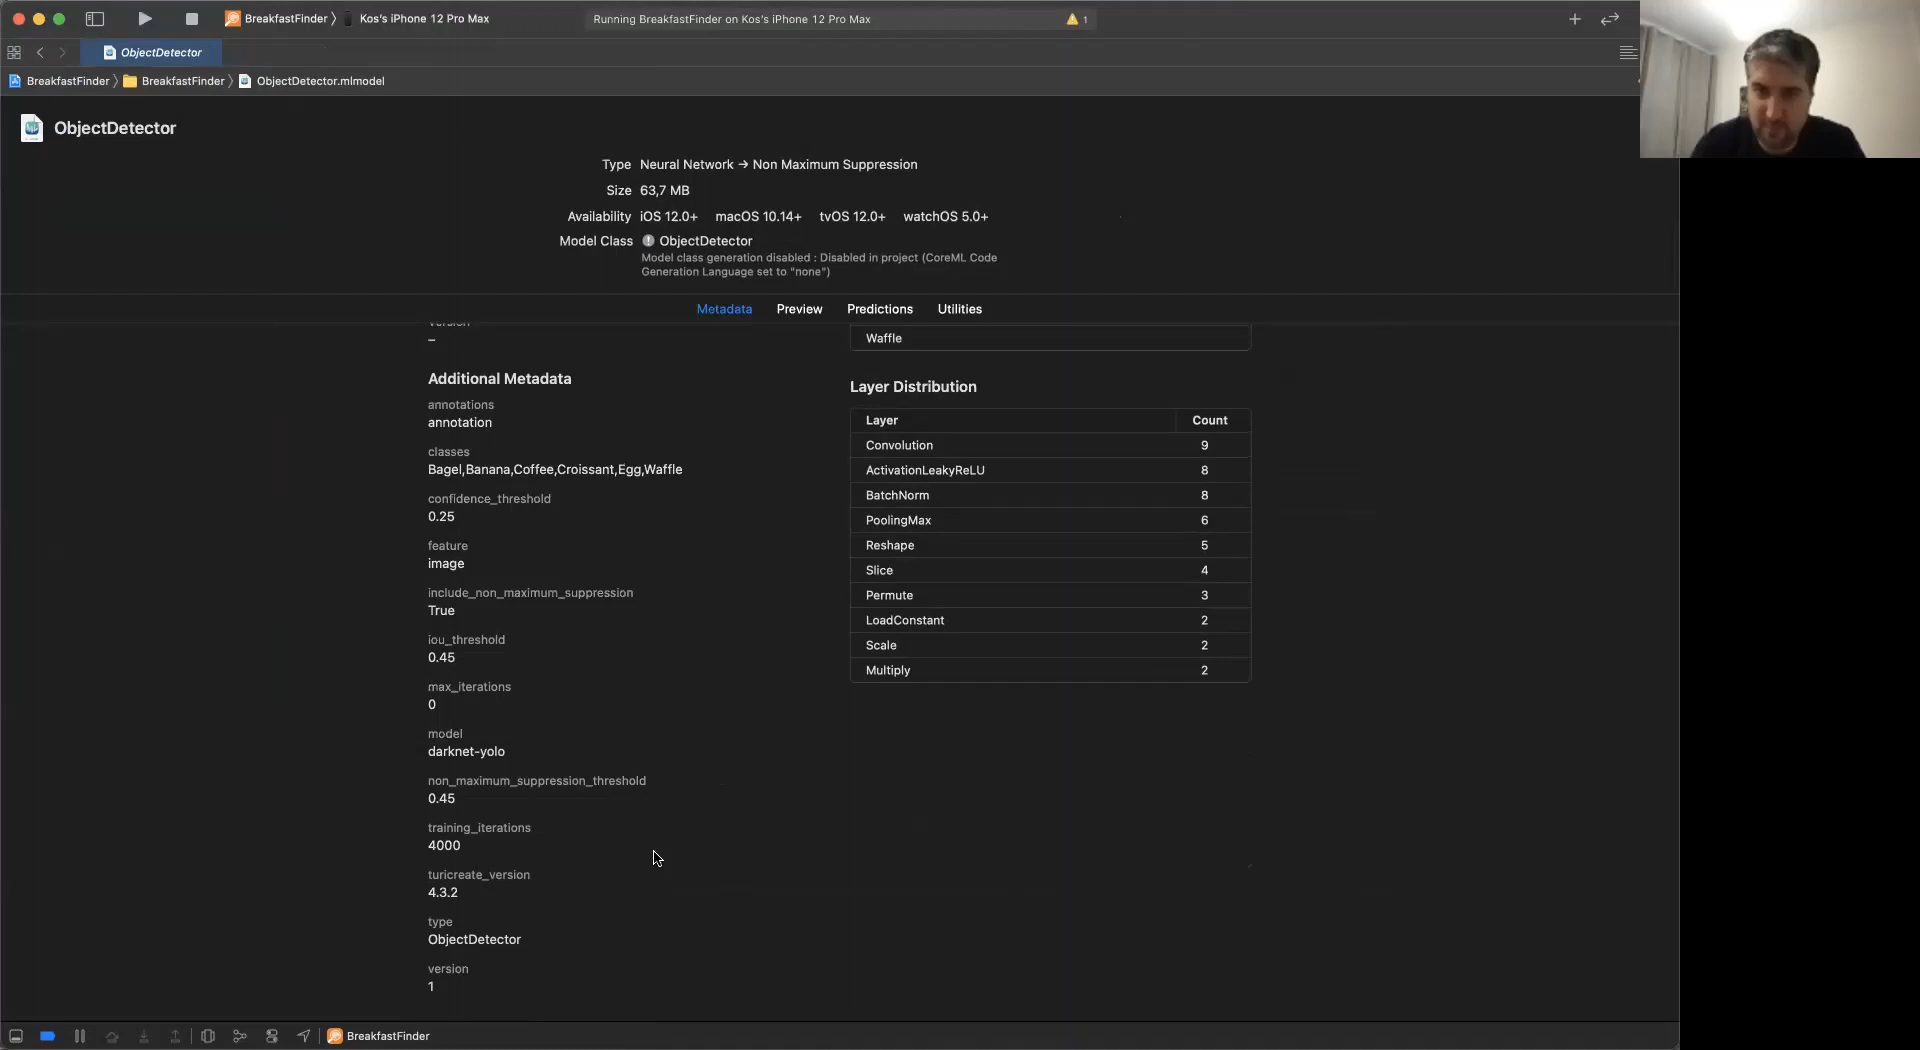 BreakfastFinder 〉 Kos's iPhone 12 Pro Max
Running BreakfastFinder on Kos's iPhone 12 Pro Max
1
ObjectDetector
BreakfastFinder 〉 BreakfastFinder 〉 ObjectDetector.mlmodel
ObjectDetector
Type Neural Network → Non Maximum Suppression
Size 63,7 MB
Availability iOS 12.0+ macOS 10.14+ tvOS 12.0+ watchOS 5.0+
Model Class ObjectDetector
Model class generation disabled : Disabled in project (CoreML Code
Generation Language set to "none")
Metadata Preview Predictions Utilities
Version
–
Additional Metadata
annotations
annotation
classes
Bagel,Banana,Coffee,Croissant,Egg,Waffle
confidence_threshold
0.25
feature
image
include_non_maximum_suppression
True
iou_threshold
0.45
max_iterations
0
model
darknet-yolo
non_maximum_suppression_threshold
0.45
training_iterations
4000
turicreate_version
4.3.2
type
ObjectDetector
version
1
Waffle
Layer Distribution
Layer Count
Convolution 9
ActivationLeakyReLU 8
BatchNorm 8
PoolingMax 6
Reshape 5
Slice 4
Permute 3
LoadConstant 2
Scale 2
Multiply 2
BreakfastFinder